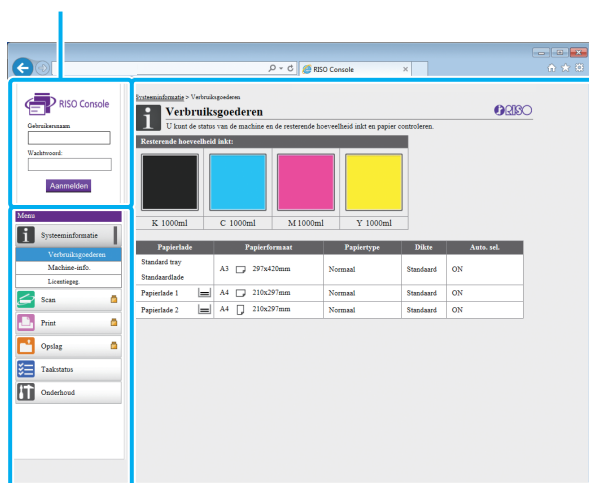 RISO Console
RISO Console
Gebruikersnaam
Wachtwoord:
Aanmelden
Menu
Systeeminformatie
Verbruiksgoederen
Machine-info.
Licentiegeg.
Scan
Print
Opslag
Taakstatus
Onderhoud
Systeeminformatie > Verbruiksgoederen
Verbruiksgoederen
RISO
U kunt de status van de machine en de resterende hoeveelheid inkt en papier controleren.
Resterende hoeveelheid inkt:
K 1000ml C 1000ml M 1000ml Y 1000ml
Papierlade Papierformaat Papiertype Dikte Auto. sel.
Standard tray
Standaardlade A3 297x420mm Normaal Standaard ON
Papierlade 1 A4 210x297mm Normaal Standaard ON
Papierlade 2 A4 210x297mm Normaal Standaard ON